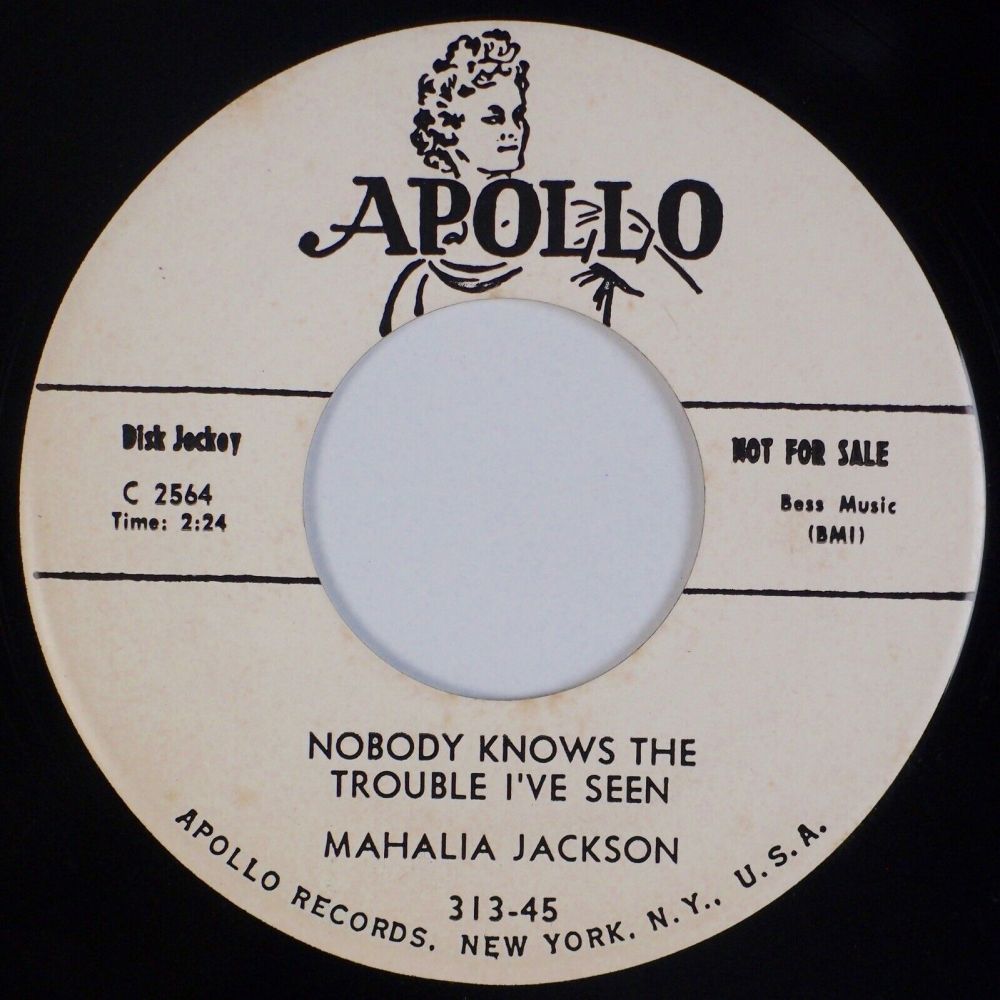 APOLLO
Disk Jockey
C 2564
Time: 2:24
NOT FOR SALE
Bess Music
(BMI)
NOBODY KNOWS THE
TROUBLE I'VE SEEN
MAHALIA JACKSON
313-45
APOLLO RECORDS. NEW YORK. N.Y., U.S.A.